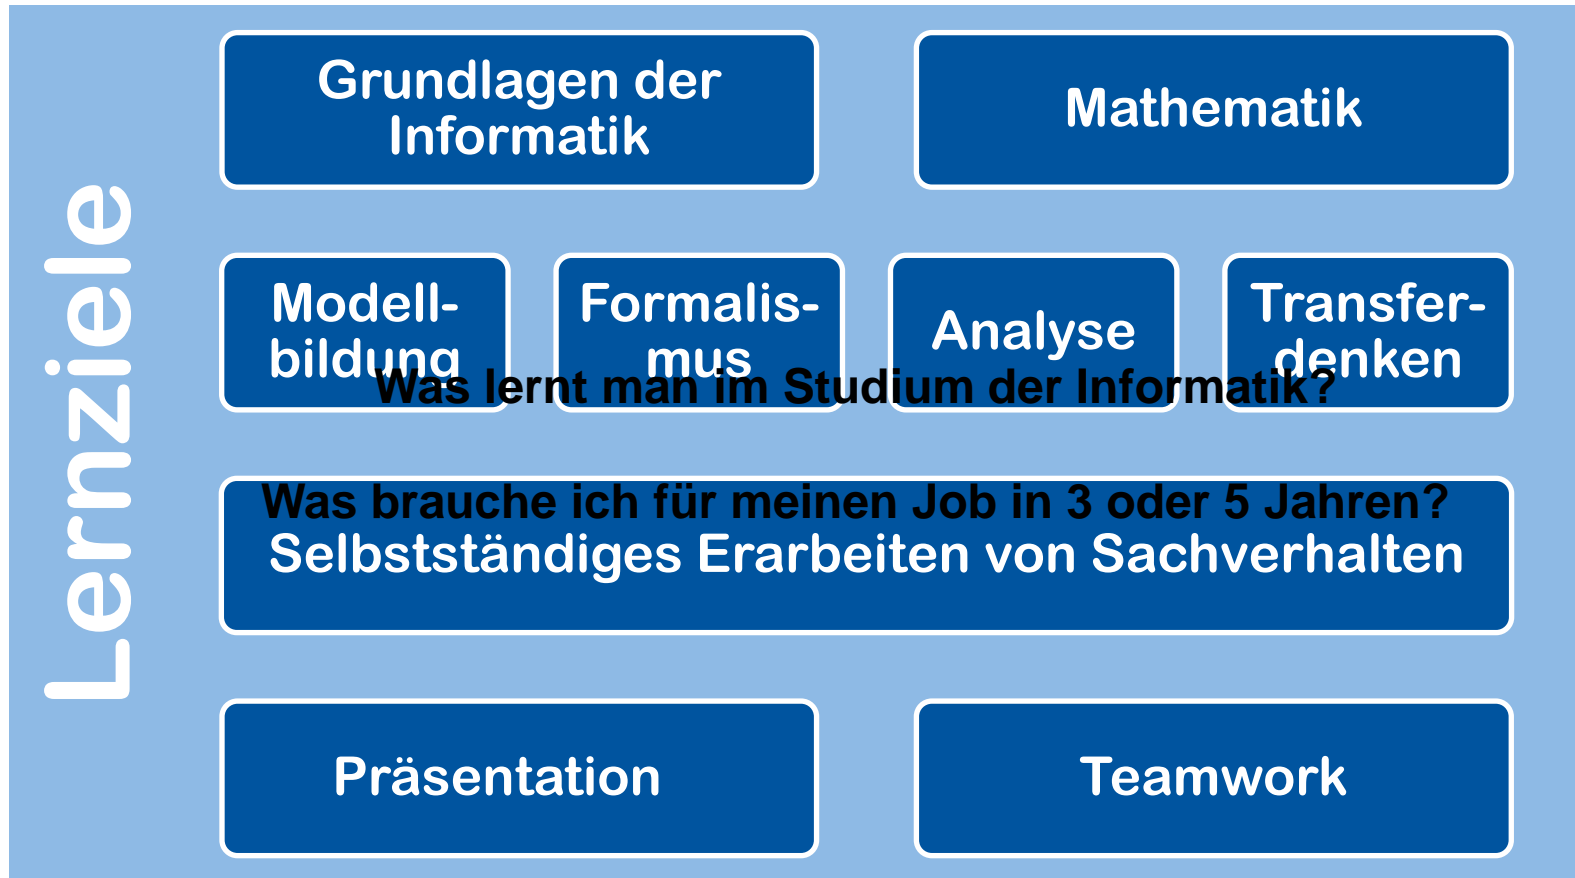 Lernziele
Grundlagen der
Informatik
Mathematik
Modell-
bildung
Formalis-
mus
Analyse
Transfer-
denken
Was lernt man im Studium der Informatik?
Was brauche ich für meinen Job in 3 oder 5 Jahren?
Selbstständiges Erarbeiten von Sachverhalten
Präsentation
Teamwork